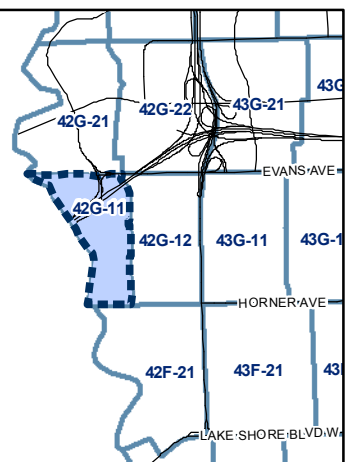 43G
42G-21
42G-22
43G-21
EVANS AVE
42G-11
42G-12
43G-11
43G-1
HORNER AVE
42F-21
43F-21
43
LAKE SHORE BLVD W